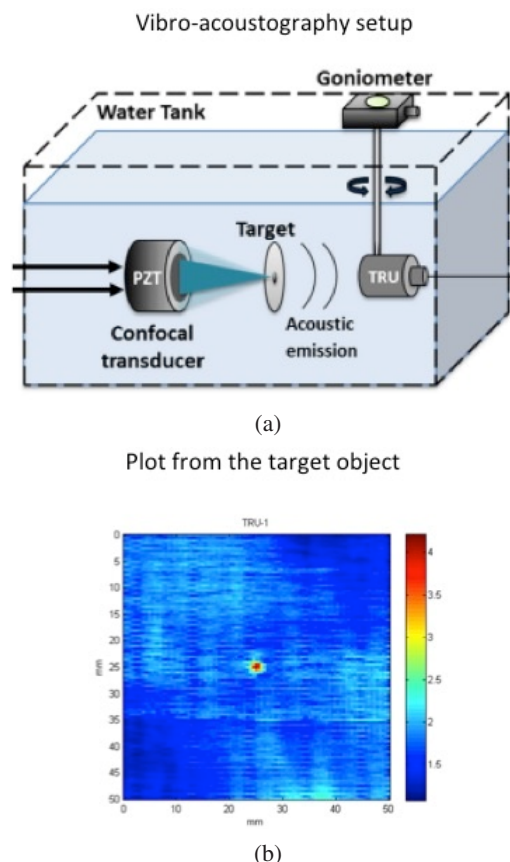 Vibro-acoustography setup
Goniometer
Water Tank
Target
PZT
TRU
Confocal
transducer
Acoustic
emission
(a)
Plot from the target object
TRU-1
0
5
10
15
20
25
30
35
40
45
50
mm
0 10 20 30 40 50
mm
4
3.5
3
2.5
2
1.5
(b)